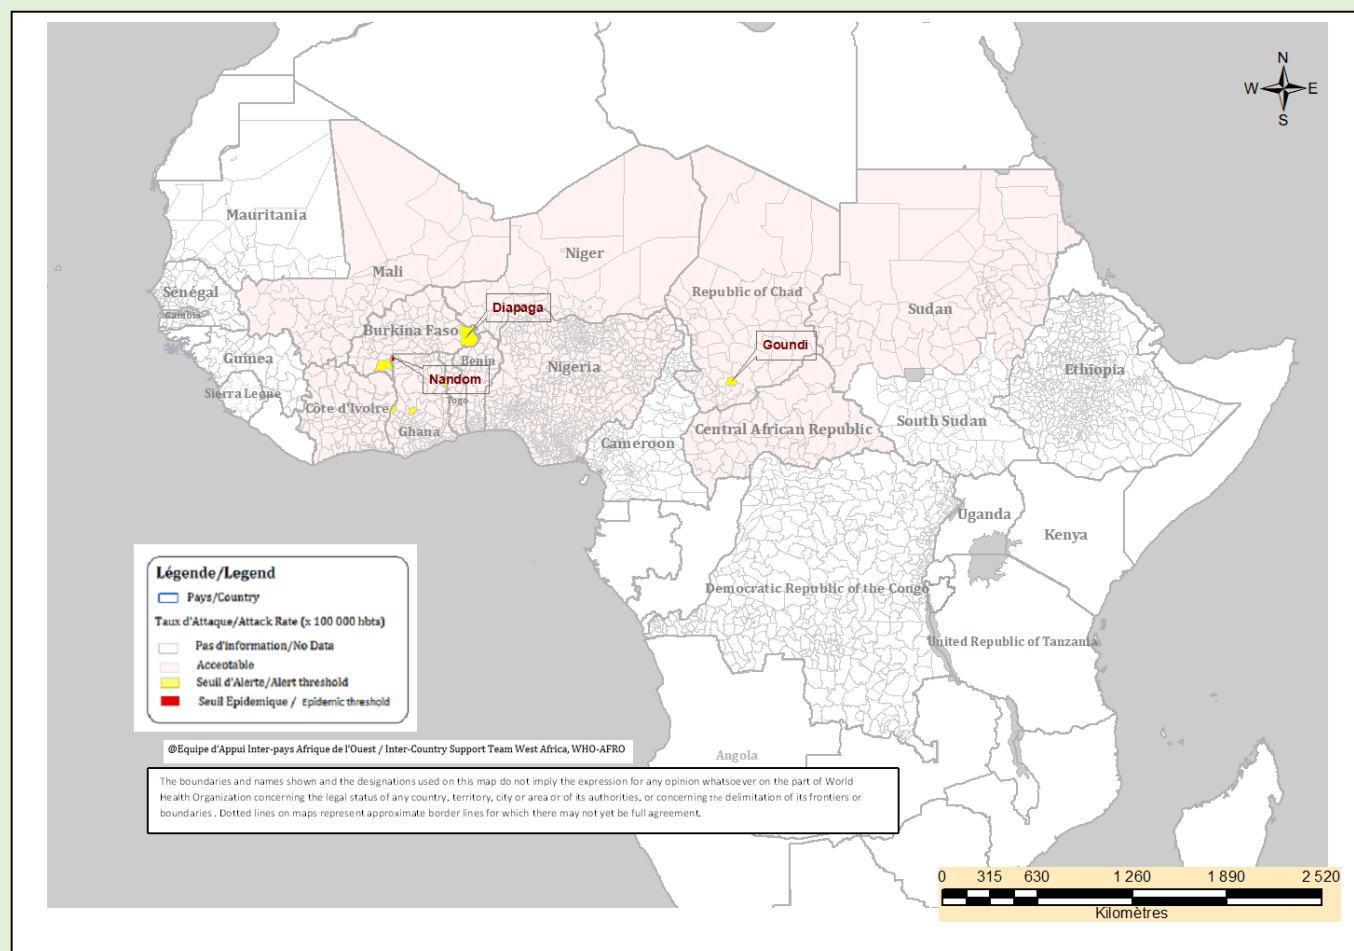 N
W E
S
Mauritania
Mali
Niger
Republic of Chad
Sudan
Sénégal
Gambia
Diapaga
Burkina Faso
Goundi
Guinea
Benin
Nigeria
Ethiopia
Nandom
Sierra Leone
Togo
Côte d'Ivoire
Ghana
Central African Republic
South Sudan
Cameroon
Uganda
Kenya
Democratic Republic of the Congo
United Republic of Tanzania
Angola
Légende/Legend
Pays/Country
Taux d'Attaque/Attack Rate (x 100 000 hbts)
Pas d'information/No Data
Acceptable
Seuil d'Alerte/Alert threshold
Seuil Epidemique / Epidemic threshold
@Equipe d'Appui Inter-pays Afrique de l'Ouest / Inter-Country Support Team West Africa, WHO-AFRO
The boundaries and names shown and the designations used on this map do not imply the expression for any opinion whatsoever on the part of World
Health Organization concerning the legal status of any country, territory, city or area or of its authorities, or concerning the delimitation of its frontiers or
boundaries . Dotted lines on maps represent approximate border lines for which there may not yet be full agreement.
0 315 630 1 260 1 890 2 520
Kilomètres